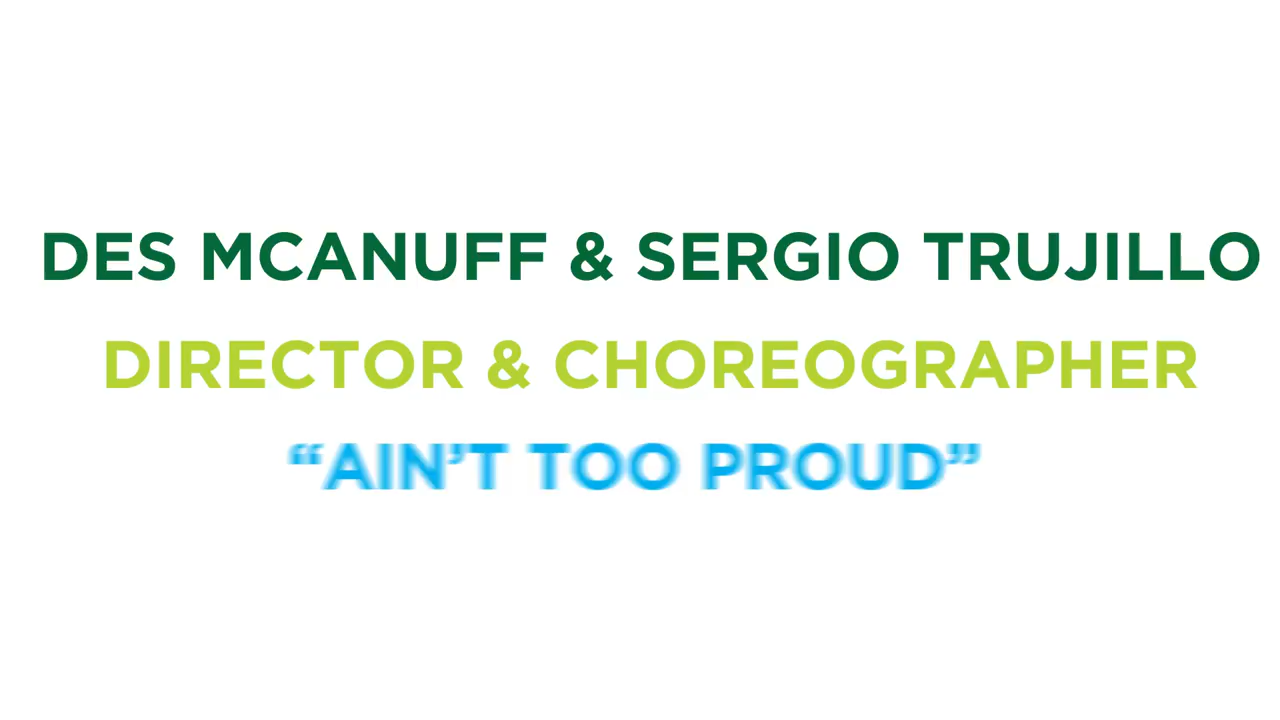 DES MCANUFF & SERGIO TRUJILLO
DIRECTOR & CHOREOGRAPHER
“AIN’T TOO PROUD”